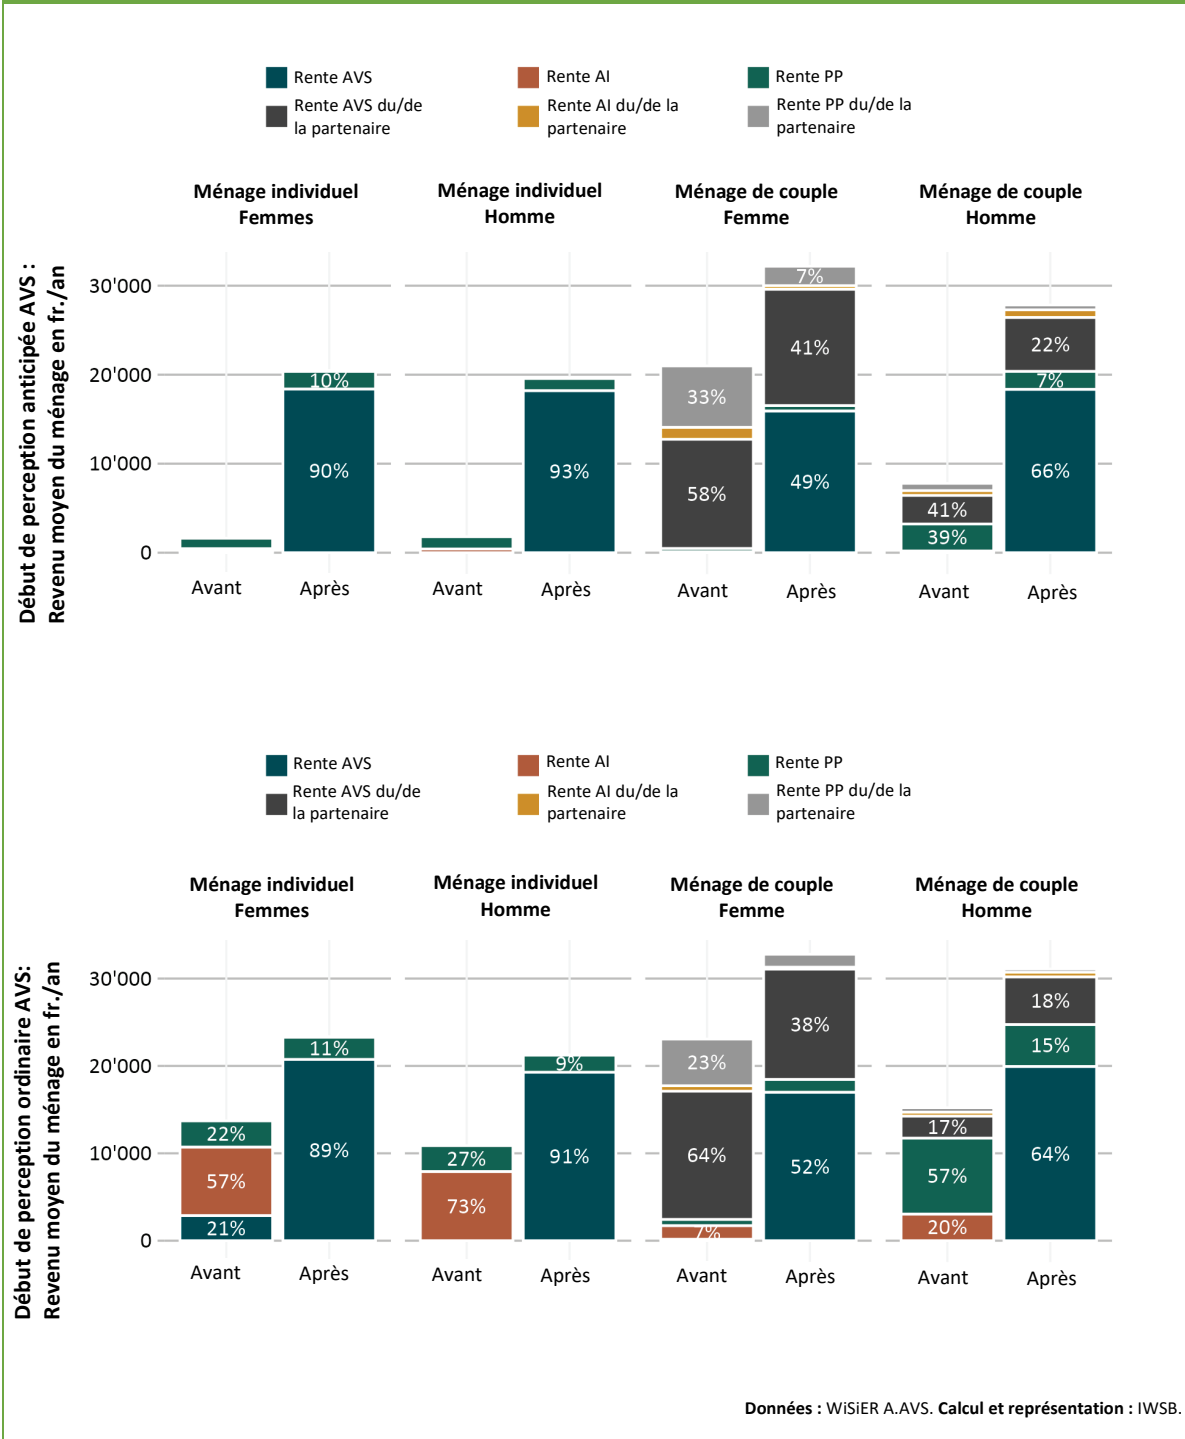 Rente AVS
Rente AI
Rente PP
Rente AVS du/de
la partenaire
Rente AI du/de la
partenaire
Rente PP du/de la
partenaire
Ménage individuel
Femmes
Ménage individuel
Homme
Ménage de couple
Femme
Ménage de couple
Homme
Début de perception anticipée AVS :
Revenu moyen du ménage en fr./an
30'000
20'000
10'000
0
10%
90%
93%
33%
58%
7%
41%
49%
41%
39%
22%
7%
66%
Avant
Après
Avant
Après
Avant
Après
Avant
Après
Rente AVS
Rente AI
Rente PP
Rente AVS du/de
la partenaire
Rente AI du/de la
partenaire
Rente PP du/de la
partenaire
Ménage individuel
Femmes
Ménage individuel
Homme
Ménage de couple
Femme
Ménage de couple
Homme
Début de perception ordinaire AVS:
Revenu moyen du ménage en fr./an
30'000
20'000
10'000
0
22%
57%
21%
11%
89%
27%
73%
9%
91%
23%
64%
7%
38%
52%
17%
57%
20%
18%
15%
64%
Avant
Après
Avant
Après
Avant
Après
Avant
Après
Données : WiSiER A.AVS. Calcul et représentation : IWSB.